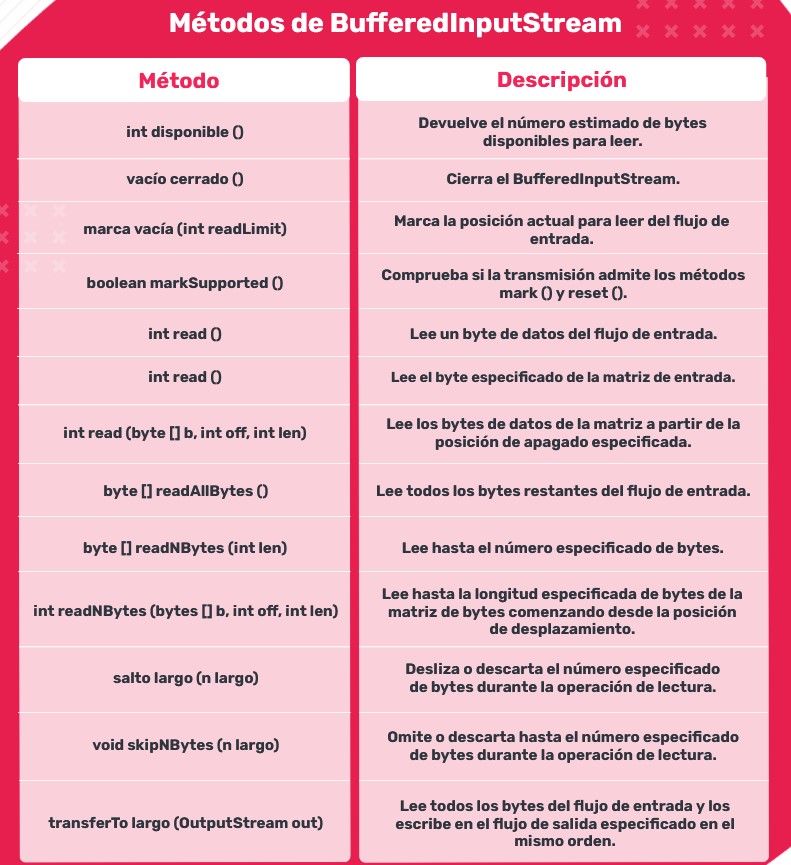 Métodos de BufferedInputStream
Método
Descripción
int disponible ()
Devuelve el número estimado de bytes
disponibles para leer.
vacío cerrado ()
Cierra el BufferedInputStream.
marca vacía (int readLimit)
Marca la posición actual para leer del flujo de
entrada.
boolean markSupported ()
Comprueba si la transmisión admite los métodos
mark () y reset ().
int read ()
Lee un byte de datos del flujo de entrada.
int read ()
Lee el byte especificado de la matriz de entrada.
int read (byte [] b, int off, int len)
Lee los bytes de datos de la matriz a partir de la
posición de apagado especificada.
byte [] readAllBytes ()
Lee todos los bytes restantes del flujo de entrada.
byte [] readNBytes (int len)
Lee hasta el número especificado de bytes.
int readNBytes (bytes [] b, int off, int len)
Lee hasta la longitud especificada de bytes de la
matriz de bytes comenzando desde la posición
de desplazamiento.
salto largo (n largo)
Desliza o descarta el número especificado
de bytes durante la operación de lectura.
void skipNBytes (n largo)
Omite o descarta hasta el número especificado
de bytes durante la operación de lectura.
transferTo largo (OutputStream out)
Lee todos los bytes del flujo de entrada y los
escribe en el flujo de salida especificado en el
mismo orden.